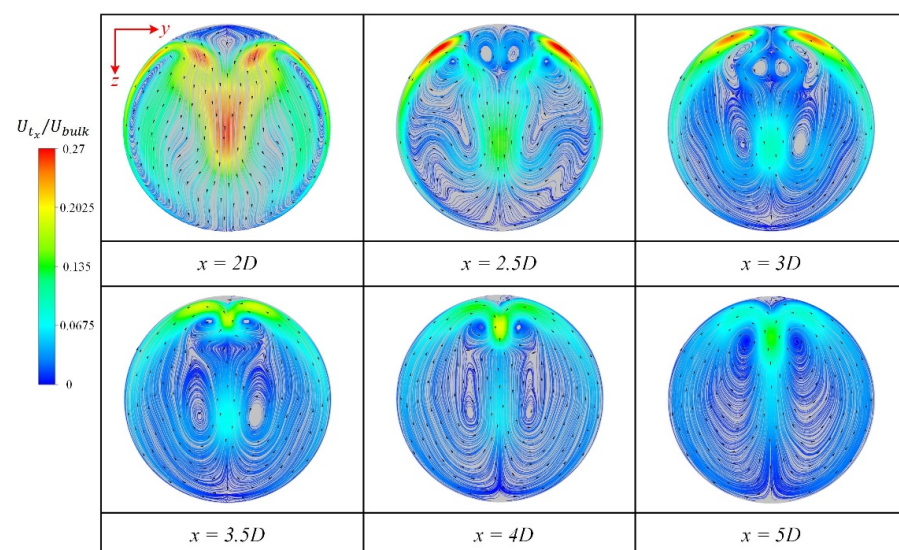 y
z
U_{t_x}/U_{bulk}
0.27
0.2025
0.135
0.0675
0
x = 2D
x = 2.5D
x = 3D
x = 3.5D
x = 4D
x = 5D